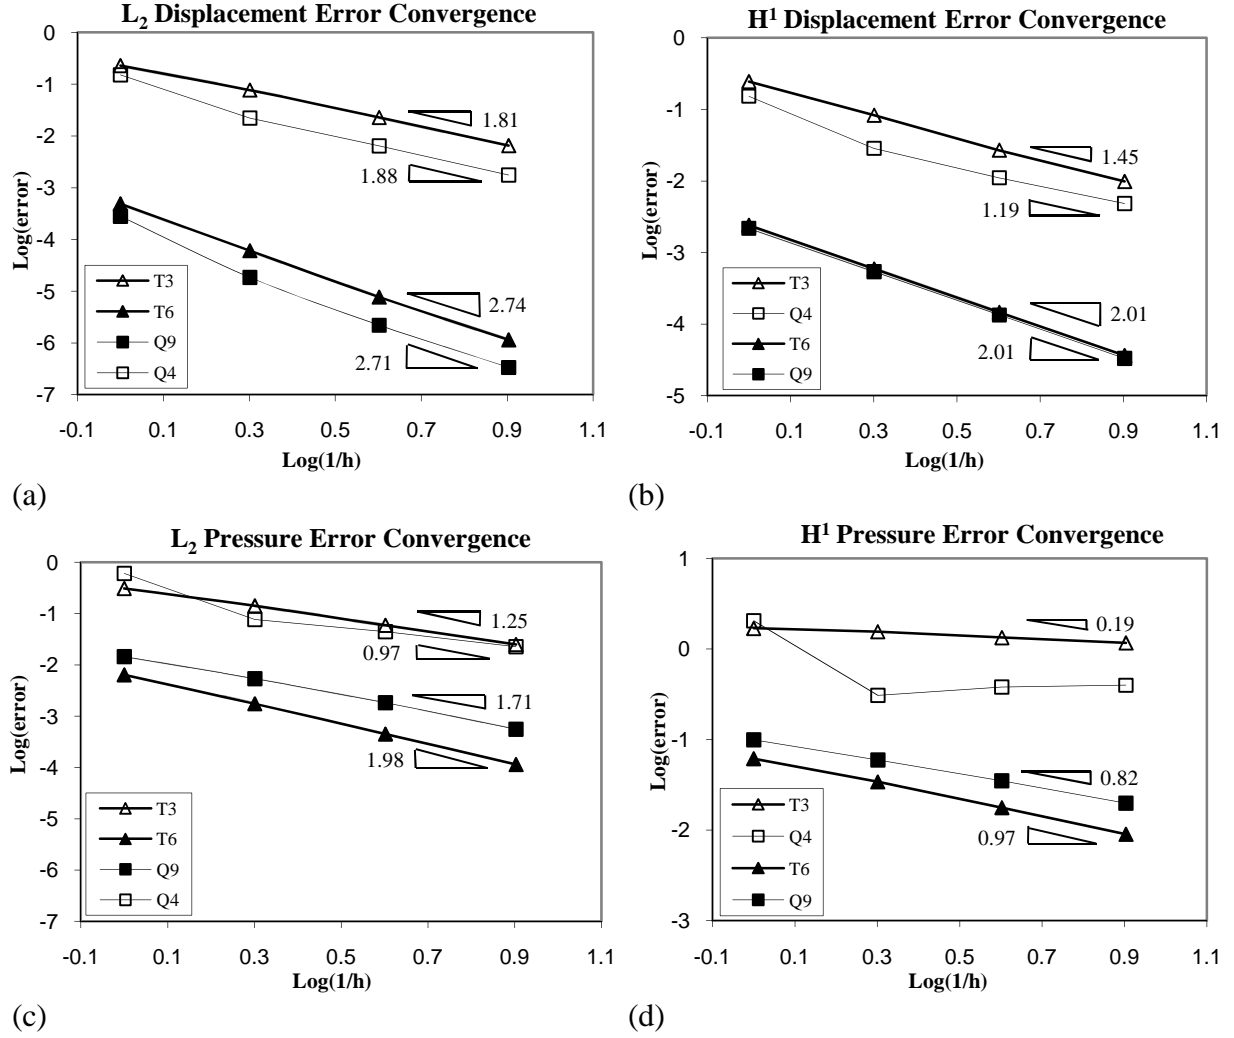 L2 Displacement Error Convergence
0
-1
-2
-3
-4
-5
-6
-7
Log(error)
1.81
1.88
2.74
2.71
T3
T6
Q9
Q4
-0.1 0.1 0.3 0.5 0.7 0.9 1.1
Log(1/h)
(a)
H1 Displacement Error Convergence
0
-1
-2
-3
-4
-5
Log(error)
1.45
1.19
2.01
2.01
T3
Q4
T6
Q9
-0.1 0.1 0.3 0.5 0.7 0.9 1.1
Log(1/h)
(b)
L2 Pressure Error Convergence
0
-1
-2
-3
-4
-5
-6
-7
Log(error)
1.25
0.97
1.71
1.98
T3
T6
Q9
Q4
-0.1 0.1 0.3 0.5 0.7 0.9 1.1
Log(1/h)
(c)
H1 Pressure Error Convergence
1
0
-1
-2
-3
Log(error)
0.19
0.82
0.97
T3
Q4
T6
Q9
-0.1 0.1 0.3 0.5 0.7 0.9 1.1
Log(1/h)
(d)